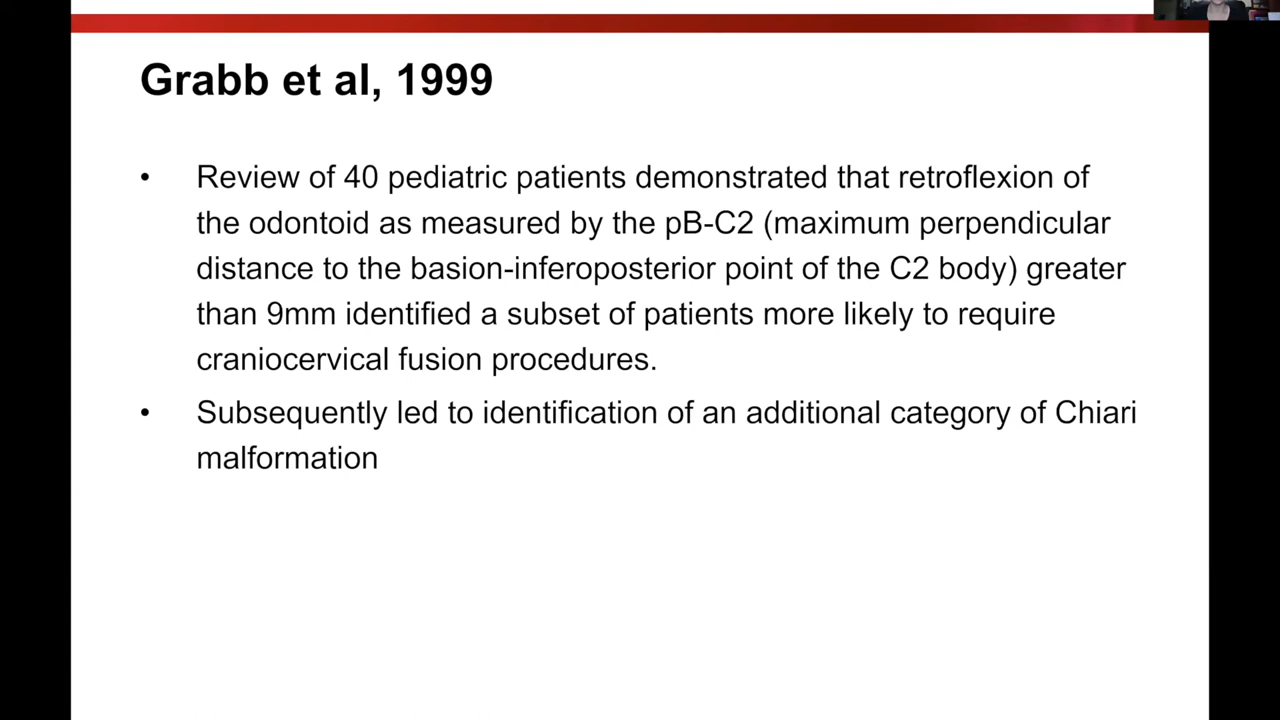 Grabb et al, 1999
• Review of 40 pediatric patients demonstrated that retroflexion of
the odontoid as measured by the pB-C2 (maximum perpendicular
distance to the basion-inferoposterior point of the C2 body) greater
than 9mm identified a subset of patients more likely to require
craniocervical fusion procedures.
• Subsequently led to identification of an additional category of Chiari
malformation